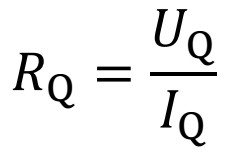 R_Q = U_Q / I_Q